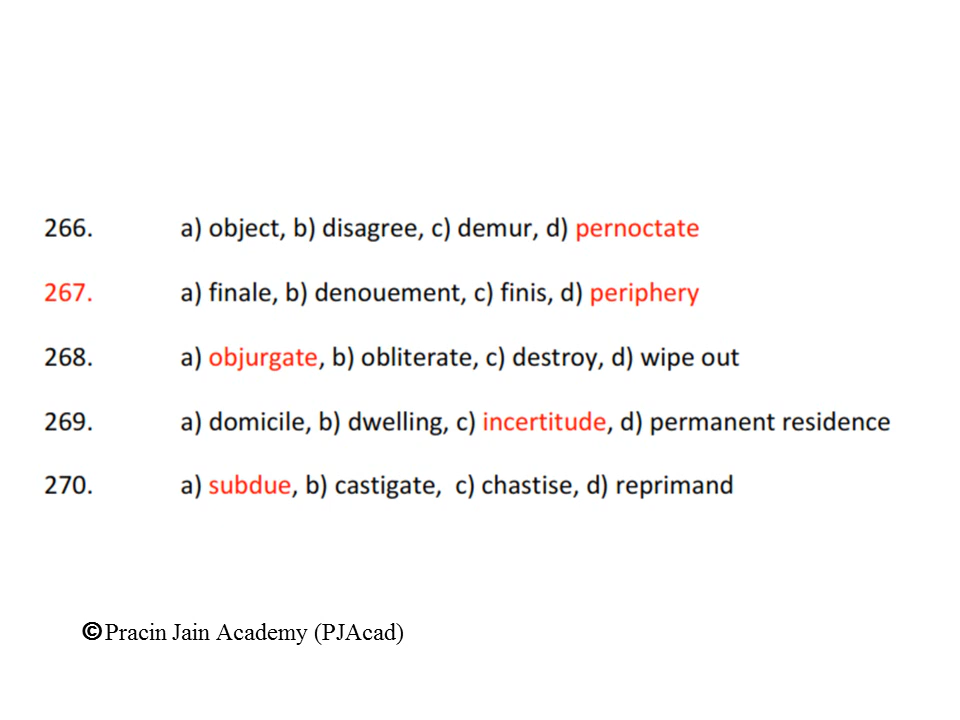 266. a) object, b) disagree, c) demur, d) pernoctate
267. a) finale, b) denouement, c) finis, d) periphery
268. a) objurgate, b) obliterate, c) destroy, d) wipe out
269. a) domicile, b) dwelling, c) incertitude, d) permanent residence
270. a) subdue, b) castigate, c) chastise, d) reprimand
©Pracin Jain Academy (PJAcad)